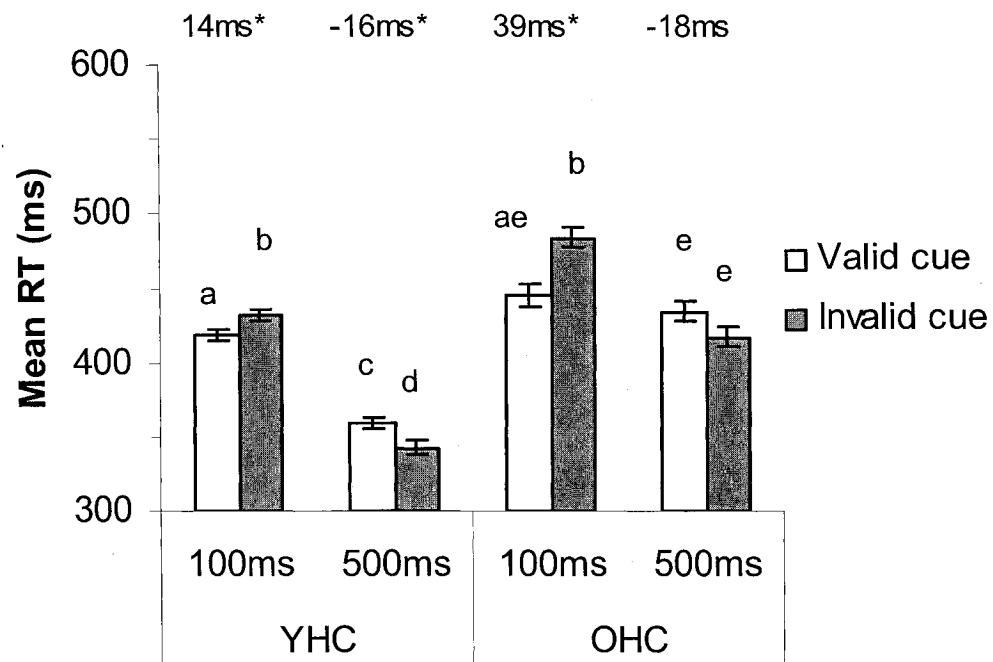 14ms* -16ms* 39ms* -18ms
600
500
400
300
Mean RT (ms)
a
b
c
d
ae
b
e
e
Valid cue
Invalid cue
100ms 500ms 100ms 500ms
YHC OHC